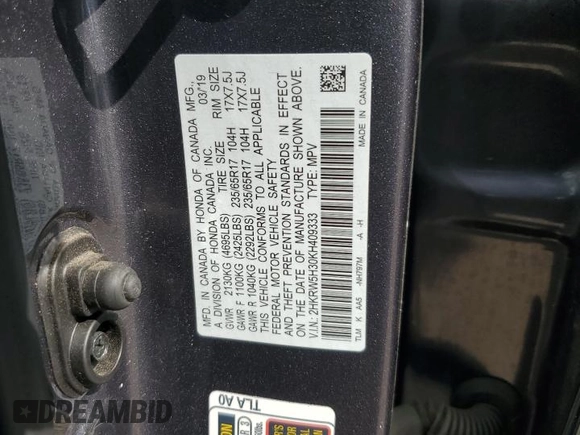 MFD. IN CANADA BY HONDA OF CANADA MFG.,
A DIVISION OF HONDA CANADA INC. 03/19
TIRE SIZE RIM SIZE
GVWR 2130KG (4695LBS)
GAWR F 1100KG (2425LBS) 235/65R17 104H 17X7.5J
GAWR R 1040KG (2292LBS) 235/65R17 104H 17X7.5J
THIS VEHICLE CONFORMS TO ALL APPLICABLE
FEDERAL MOTOR VEHICLE SAFETY
AND THEFT PREVENTION STANDARDS IN EFFECT
ON THE DATE OF MANUFACTURE SHOWN ABOVE.
V.I.N.: 2HKRW5H30KH409333 TYPE: MPV
TLM K AA5 -NH797M -A -H MADE IN CANADA
TLA A0
DREAMBID